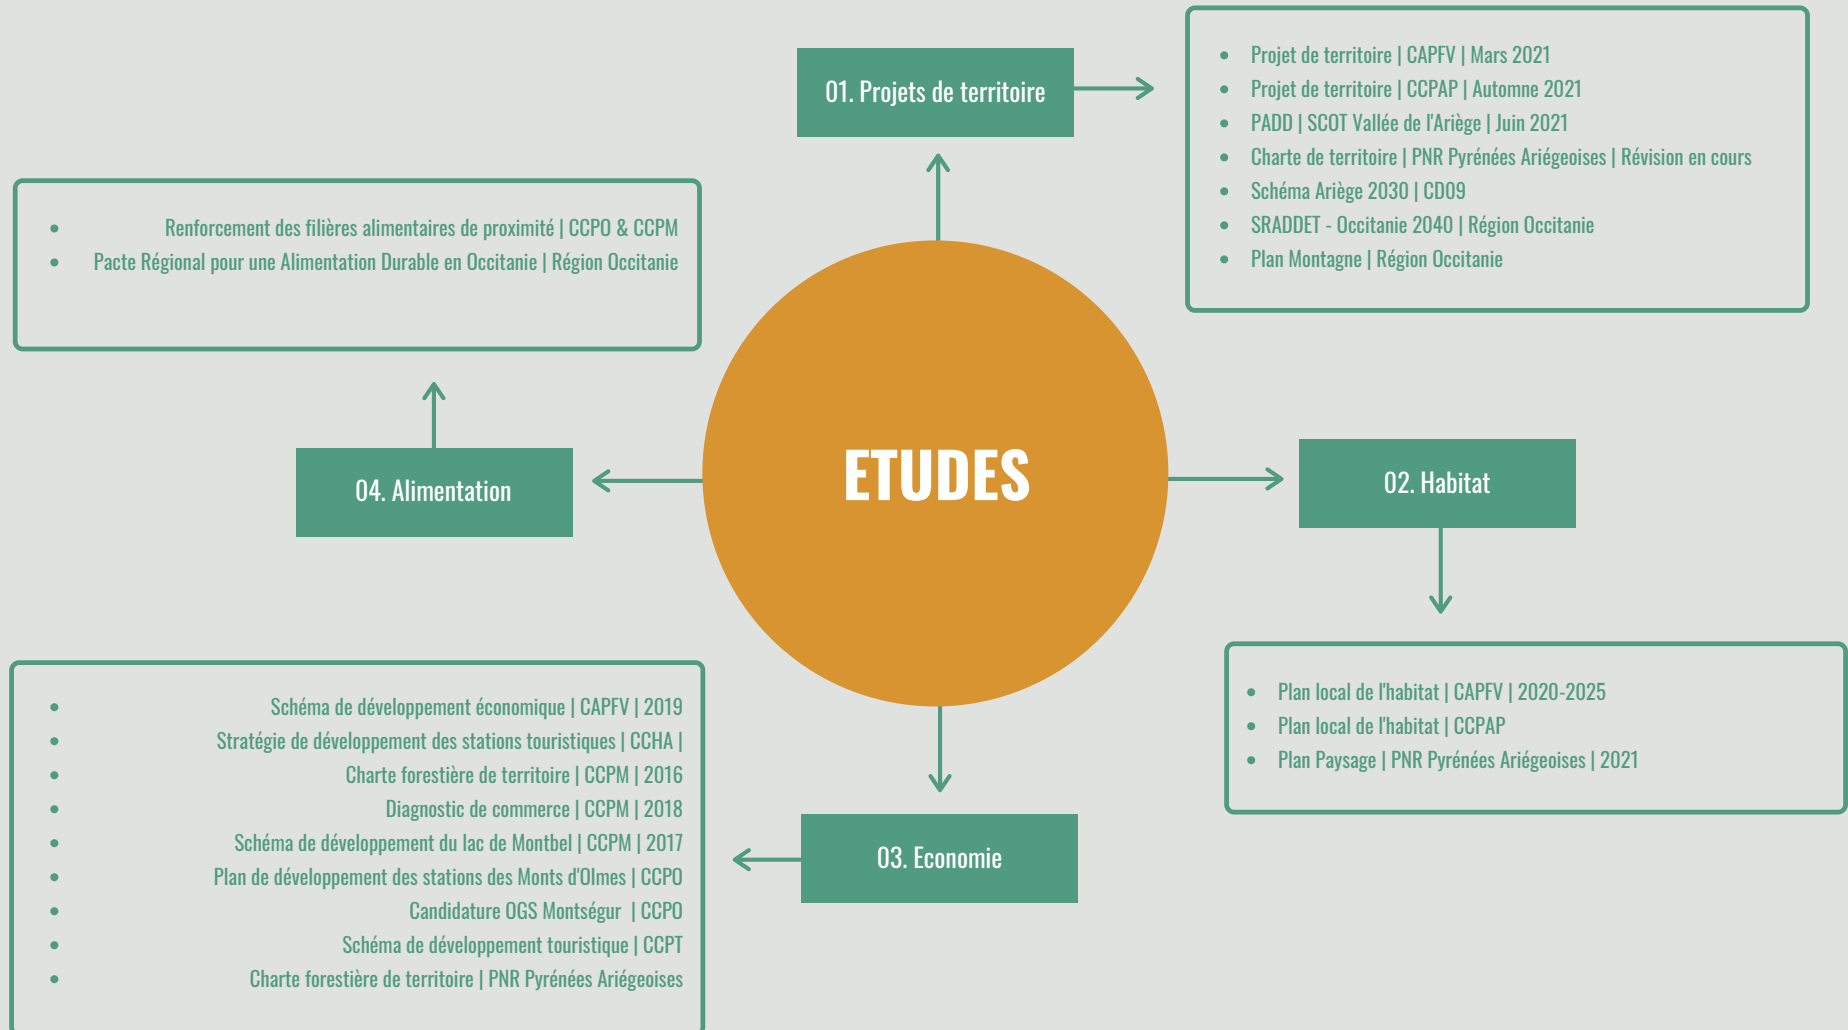 01. Projets de territoire
Projet de territoire | CAPFV | Mars 2021
Projet de territoire | CCPAP | Automne 2021
PADD | SCOT Vallée de l'Ariège | Juin 2021
Charte de territoire | PNR Pyrénées Ariégeoises | Révision en cours
Schéma Ariège 2030 | CD09
SRADDET - Occitanie 2040 | Région Occitanie
Plan Montagne | Région Occitanie
Renforcement des filières alimentaires de proximité | CCPO & CCPM
Pacte Régional pour une Alimentation Durable en Occitanie | Région Occitanie
04. Alimentation
ETUDES
02. Habitat
Plan local de l'habitat | CAPFV | 2020-2025
Plan local de l'habitat | CCPAP
Plan Paysage | PNR Pyrénées Ariégeoises | 2021
03. Economie
Schéma de développement économique | CAPFV | 2019
Stratégie de développement des stations touristiques | CCHA |
Charte forestière de territoire | CCPM | 2016
Diagnostic de commerce | CCPM | 2018
Schéma de développement du lac de Montbel | CCPM | 2017
Plan de développement des stations des Monts d'Olmes | CCPO
Candidature OGS Montségur | CCPO
Schéma de développement touristique | CCPT
Charte forestière de territoire | PNR Pyrénées Ariégeoises